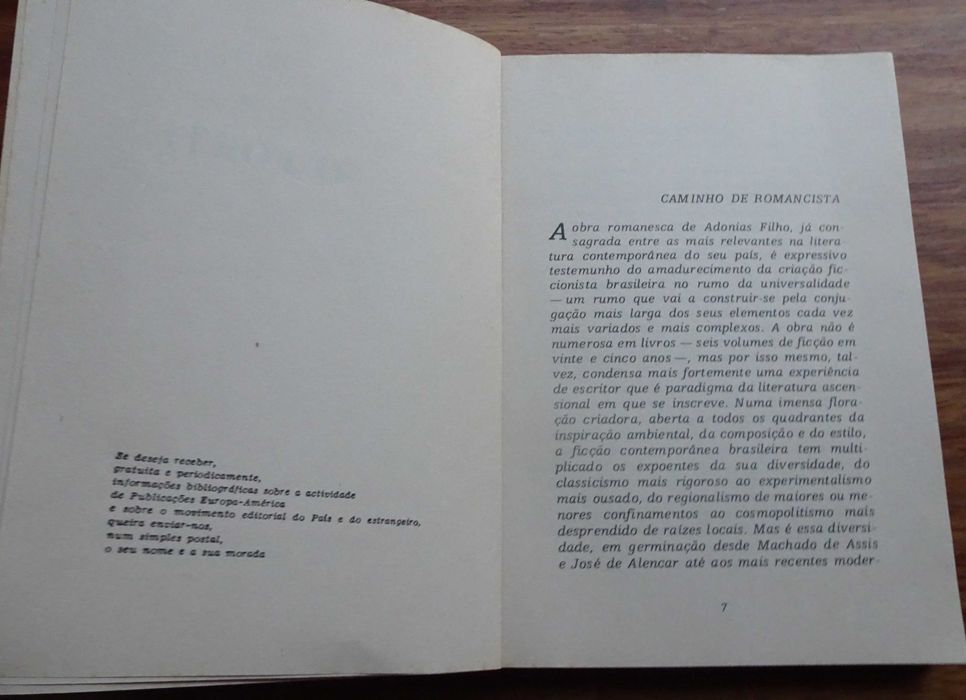 Se deseja receber,
gratuita e periodicamente,
informações bibliográficas sobre a actividade
de Publicações Europa-América
e sobre o movimento editorial do País e do estrangeiro,
queira enviar-nos,
num simples postal,
o seu nome e a sua morada
CAMINHO DE ROMANCISTA
A obra romanesca de Adonias Filho, já con-
sagrada entre as mais relevantes na litera-
tura contemporânea do seu país, é expressivo
testemunho do amadurecimento da criação fic-
cionista brasileira no rumo da universalidade
— um rumo que vai a construir-se pela conju-
gação mais larga dos seus elementos cada vez
mais variados e mais complexos. A obra não é
numerosa em livros — seis volumes de ficção em
vinte e cinco anos —, mas por isso mesmo, tal-
vez, condensa mais fortemente uma experiência
de escritor que é paradigma da literatura ascen-
sional em que se inscreve. Numa imensa flora-
ção criadora, aberta a todos os quadrantes da
inspiração ambiental, da composição e do estilo,
a ficção contemporânea brasileira tem multi-
plicado os expoentes da sua diversidade, do
classicismo mais rigoroso ao experimentalismo
mais ousado, do regionalismo de maiores ou me-
nores confinamentos ao cosmopolitismo mais
desprendido de raízes locais. Mas é essa diversi-
dade, em germinação desde Machado de Assis
e José de Alencar até aos mais recentes moder-
7